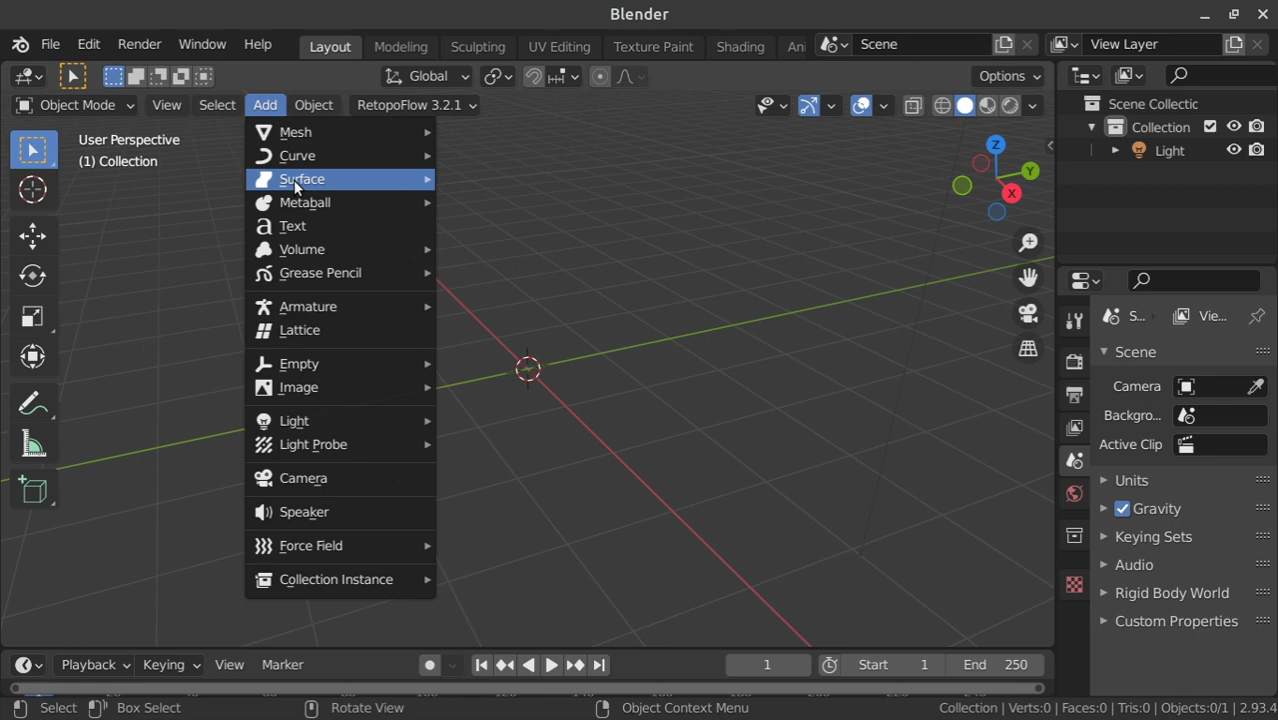 Blender
File Edit Render Window Help Layout Modeling Sculpting UV Editing Texture Paint Shading Ani Scene View Layer
Global Options
Object Mode View Select Add Object RetopoFlow 3.2.1
User Perspective
(1) Collection
Mesh
Curve
Surface
Metaball
Text
Volume
Grease Pencil
Armature
Lattice
Empty
Image
Light
Light Probe
Camera
Speaker
Force Field
Collection Instance
Z
Y
X
Scene Collectic
Collection
Light
S... Vie...
Scene
Camera
Backgro...
Active Clip
Units
Gravity
Keying Sets
Audio
Rigid Body World
Custom Properties
Playback Keying View Marker 1 Start 1 End 250
Select Box Select Rotate View Object Context Menu Collection | Verts:0 | Faces:0 | Tris:0 | Objects:0/1 | 2.93.4